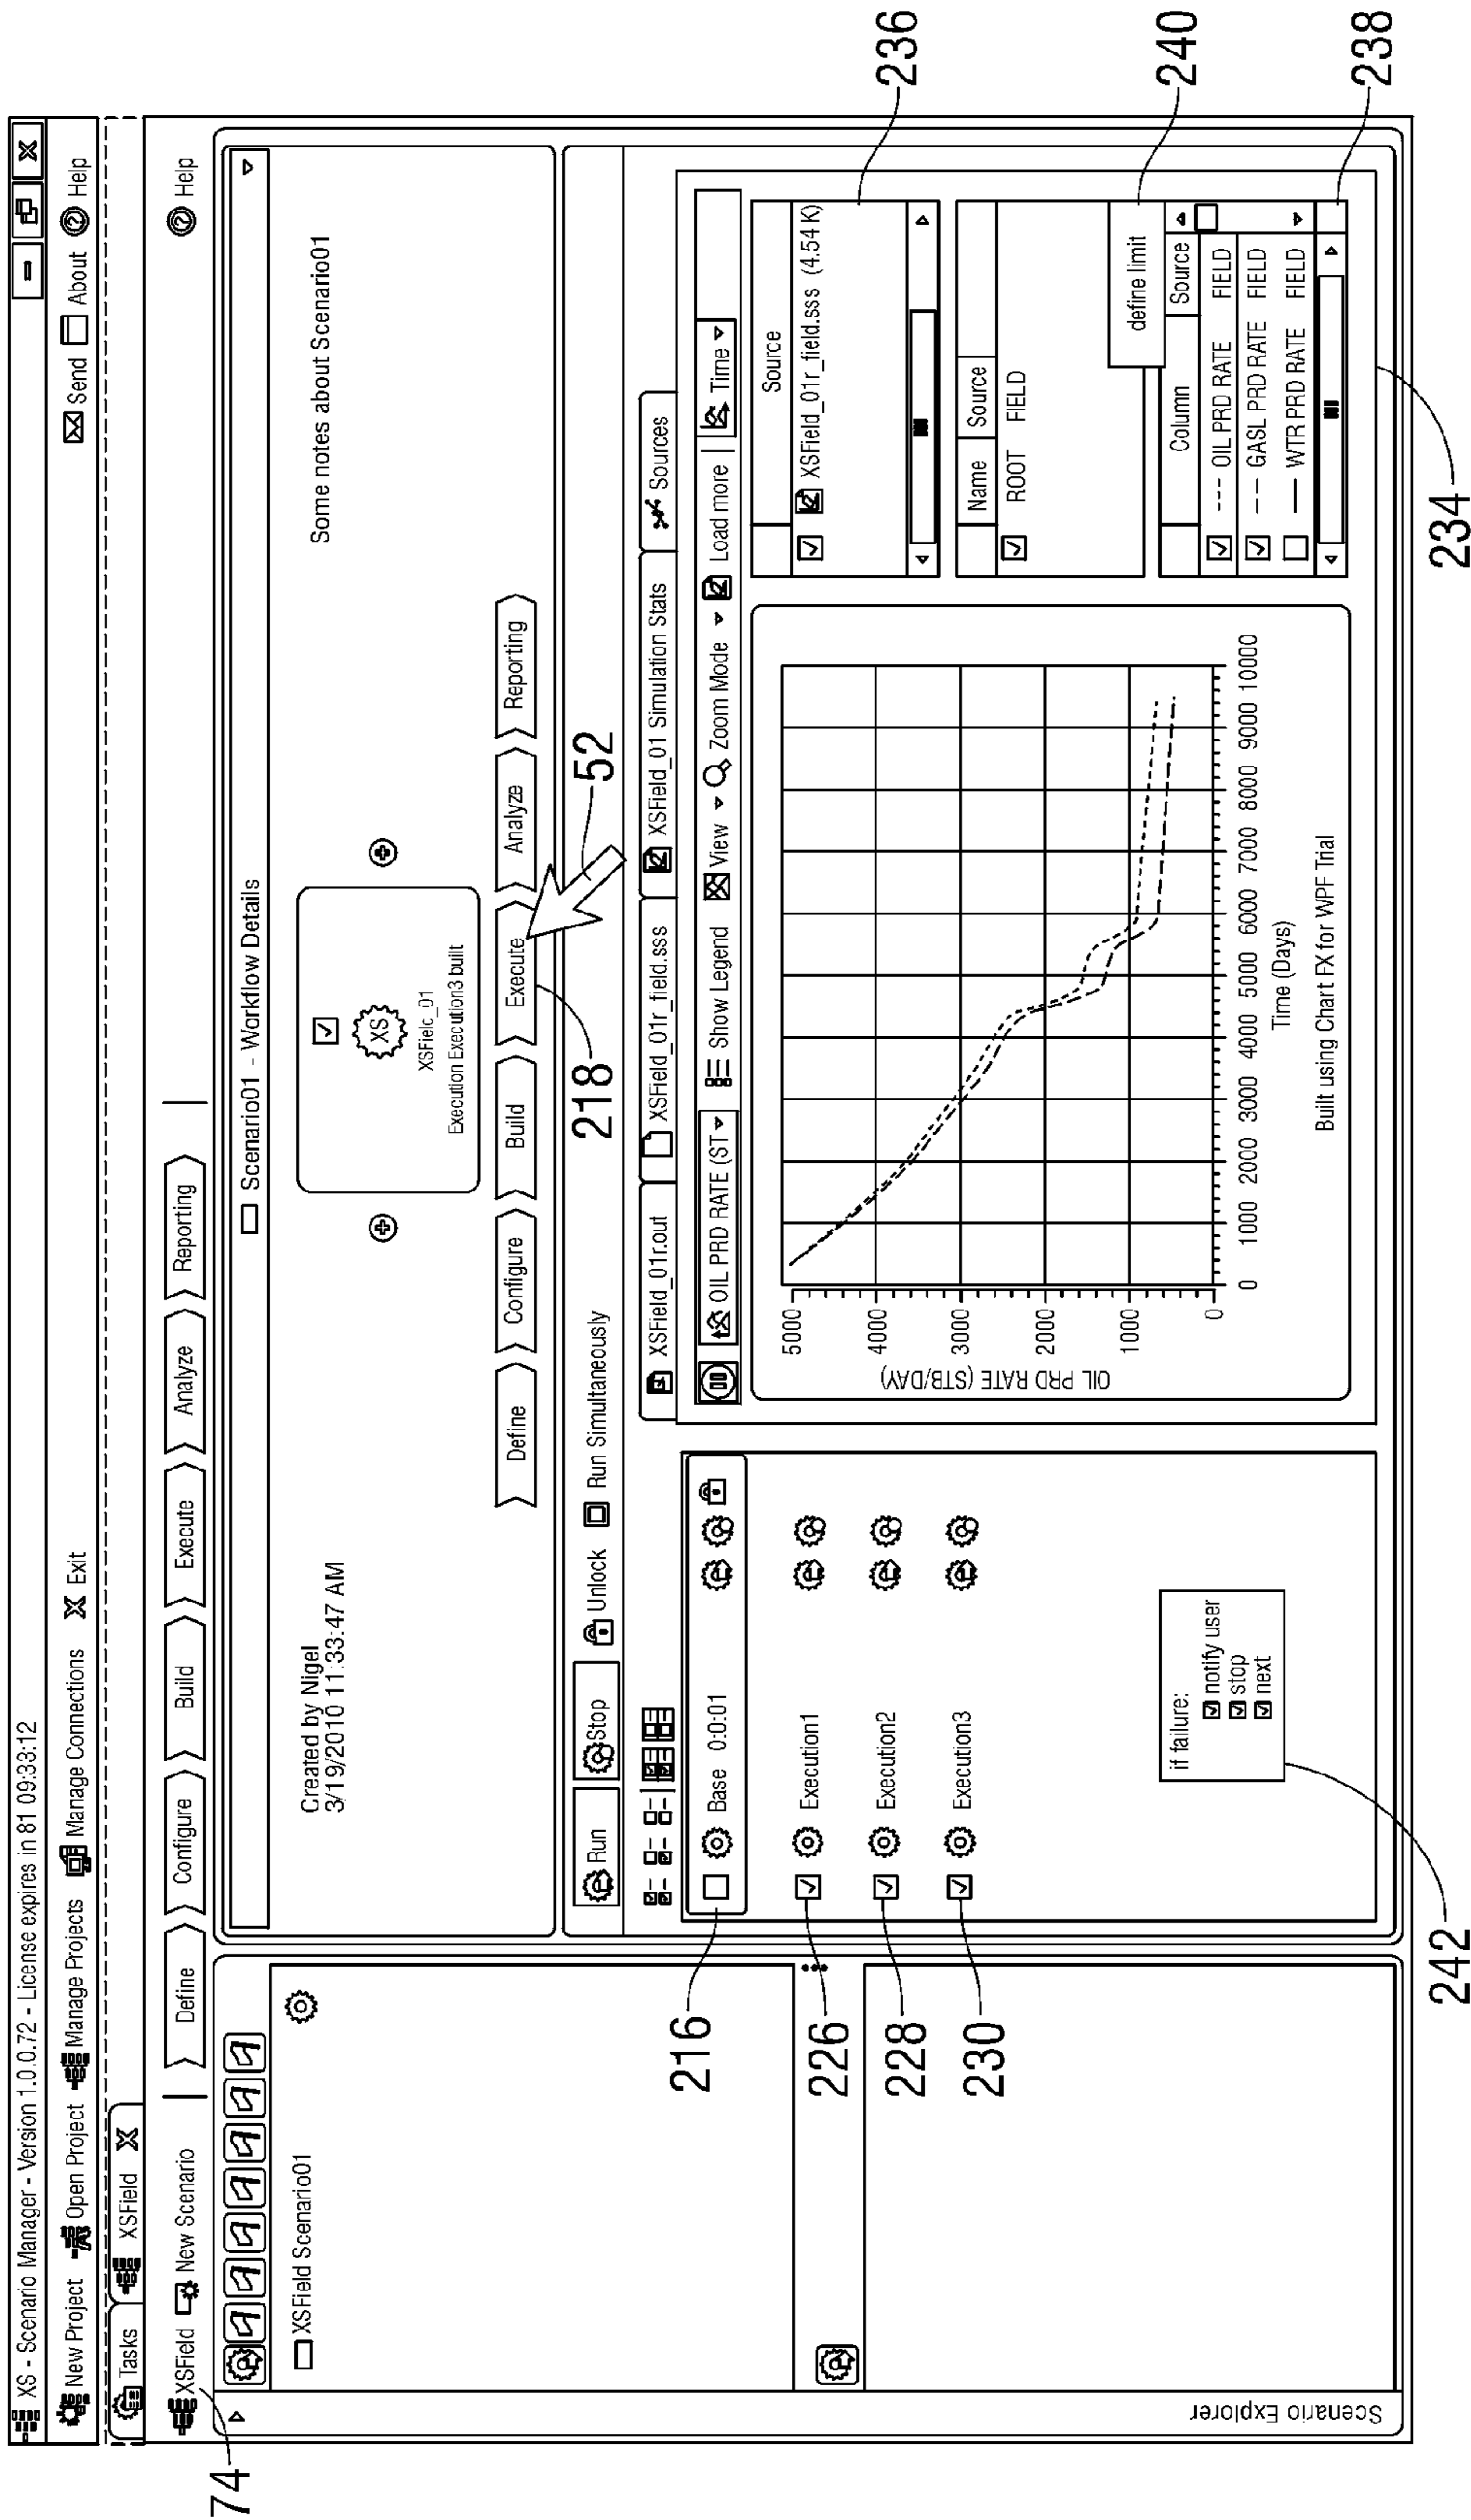 XS - Scenario Manager - Version 1.0.0.72 - License expires in 81 09:33:12
New Project Open Project Manage Projects Manage Connections X Exit Send About Help
Tasks XSField X
XSField New Scenario Define Configure Build Execute Analyze Reporting Help
74
XSField Scenario01
Scenario Explorer
Scenario01 - Workflow Details
Created by Nigel
3/19/2010 11:33:47 AM
XS
XSFielc_01
Execution Execution3 built
Some notes about Scenario01
Define Configure Build Execute Analyze Reporting
218
52
Run Stop Unlock Run Simultaneously
Base 0:0:01
Execution1
Execution2
Execution3
216
226
228
230
if failure:
notify user
stop
next
242
XSField_01r.out XSField_01r_field.sss XSField_01 Simulation Stats Sources
OIL PRD RATE (ST Show Legend View Zoom Mode Load more Time
OIL PRD RATE (STB/DAY)
5000
4000
3000
2000
1000
0
0 1000 2000 3000 4000 5000 6000 7000 8000 9000 10000
Time (Days)
Built using Chart FX for WPF Trial
Source
XSField_01r_field.sss (4.54 K)
236
Name Source
ROOT FIELD
define limit
240
Column Source
OIL PRD RATE FIELD
GASL PRD RATE FIELD
WTR PRD RATE FIELD
238
234